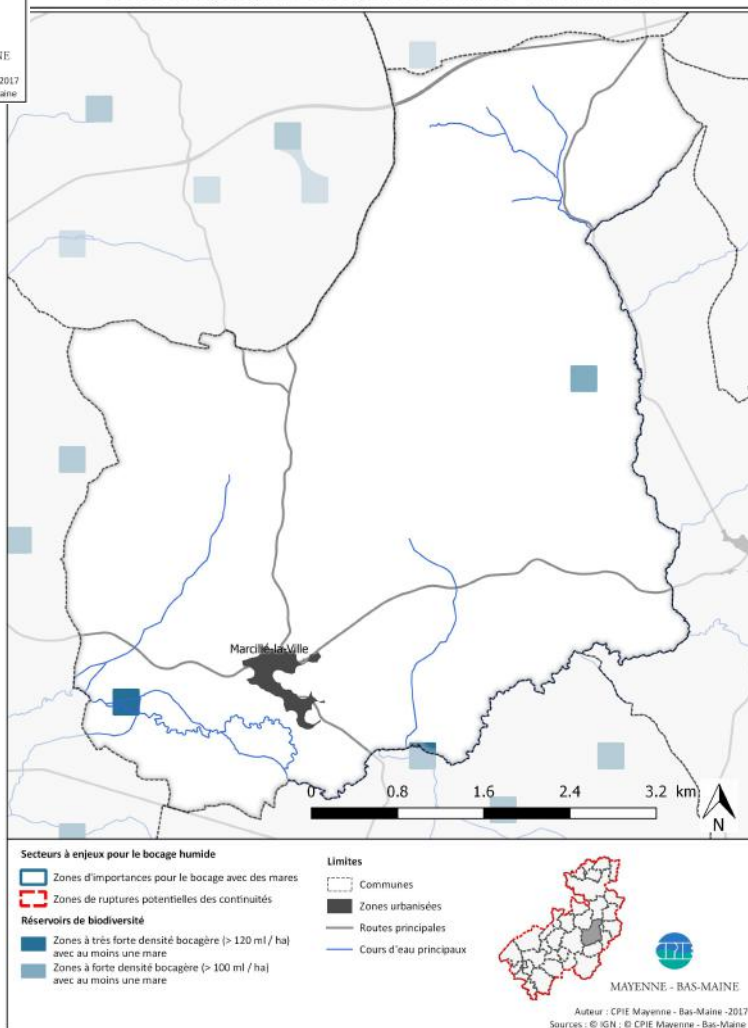 NE
2017
aine
Marcillé-la-Ville
0 0.8 1.6 2.4 3.2 km
N
Secteurs à enjeux pour le bocage humide
Zones d'importances pour le bocage avec des mares
Zones de ruptures potentielles des continuités
Réservoirs de biodiversité
Zones à très forte densité bocagère (> 120 ml / ha)
avec au moins une mare
Zones à forte densité bocagère (> 100 ml / ha)
avec au moins une mare
Limites
Communes
Zones urbanisées
Routes principales
Cours d'eau principaux
CPIE
MAYENNE - BAS-MAINE
Auteur : CPIE Mayenne - Bas-Maine -2017
Sources : © IGN ; © CPIE Mayenne - Bas-Maine